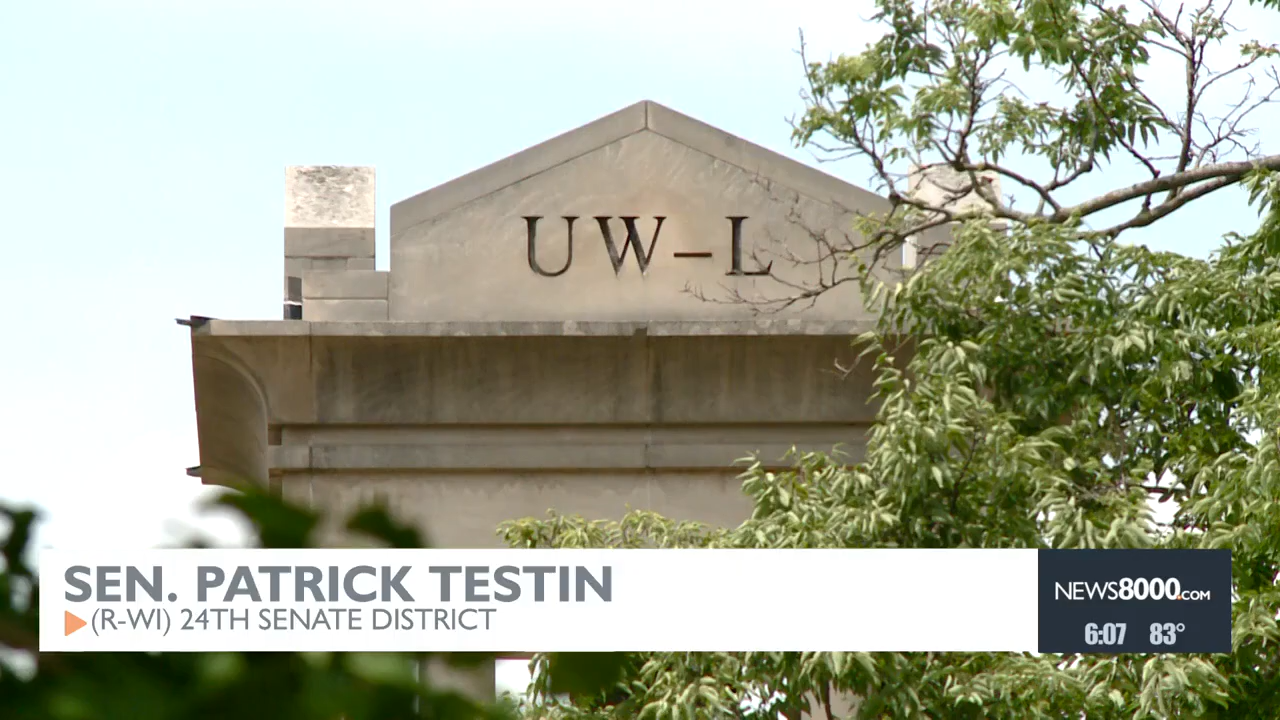 UW-L
SEN. PATRICK TESTIN
(R-WI) 24TH SENATE DISTRICT
NEWS8000.COM
6:07 83°